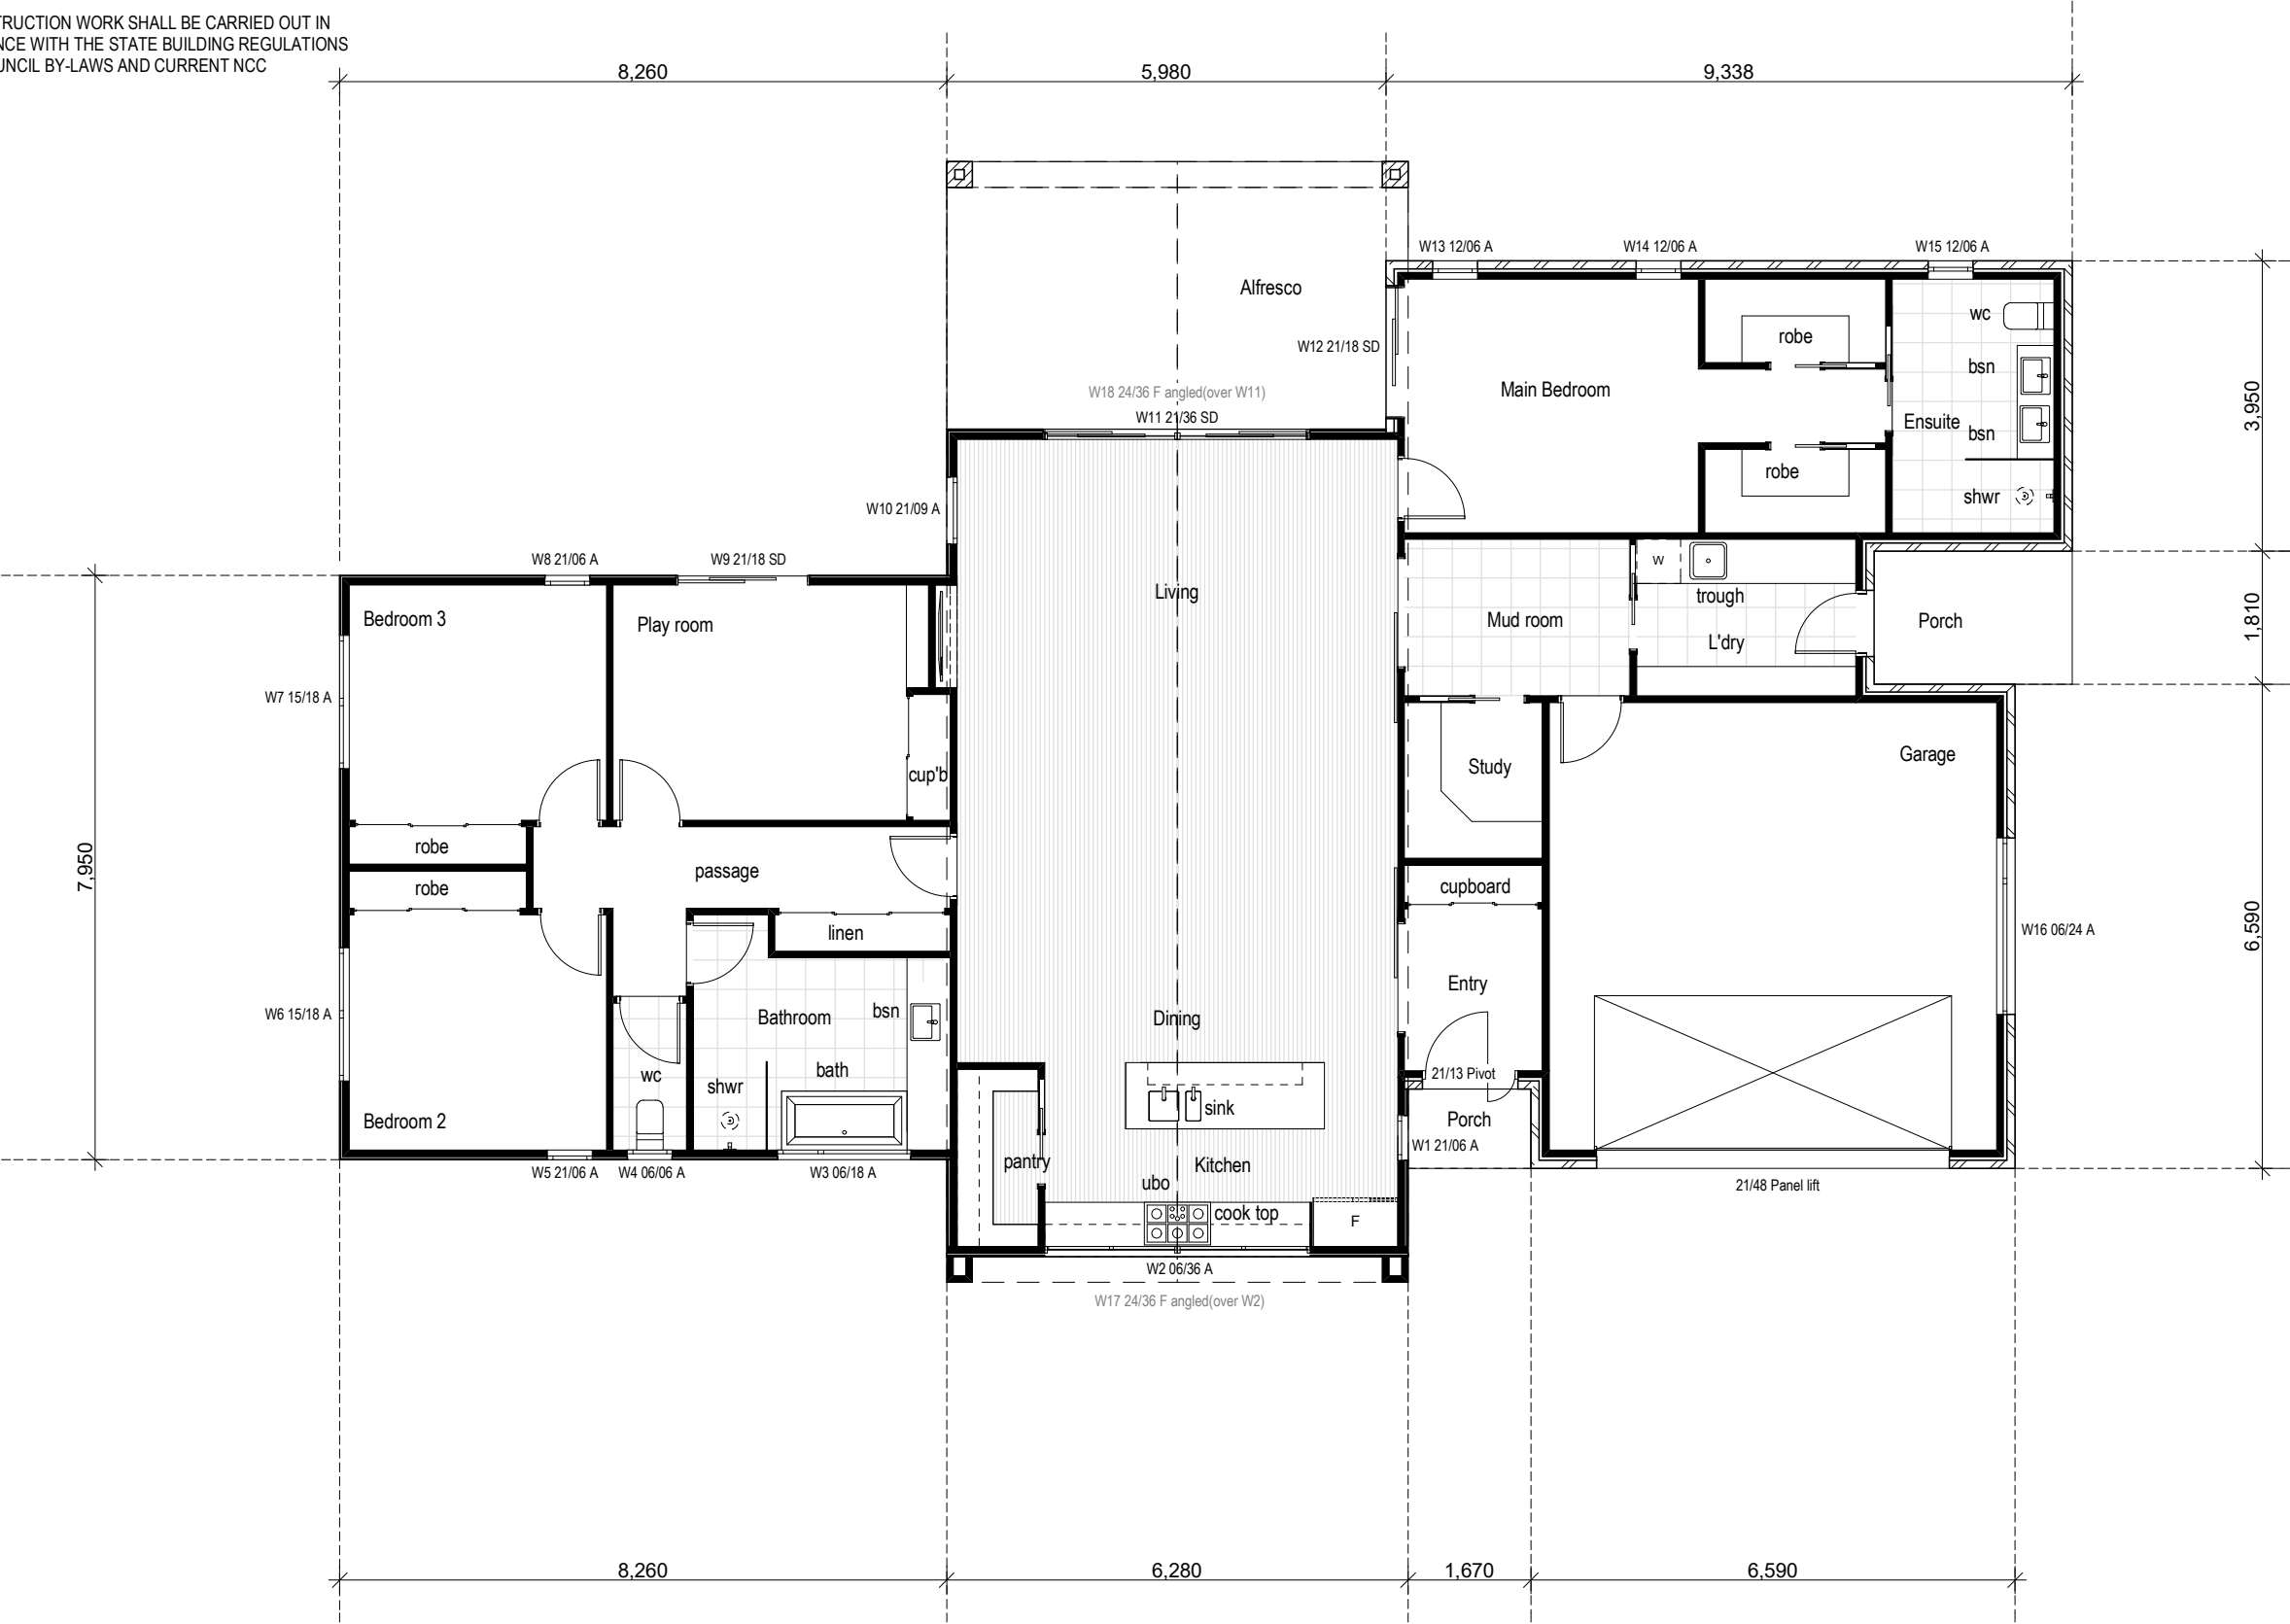 TRUCTION WORK SHALL BE CARRIED OUT IN
NCE WITH THE STATE BUILDING REGULATIONS
UNCIL BY-LAWS AND CURRENT NCC
8,260
5,980
9,338
W13 12/06 A
W14 12/06 A
W15 12/06 A
Alfresco
wc
robe
W12 21/18 SD
bsn
Main Bedroom
W18 24/36 F angled(over W11)
3,950
W11 21/36 SD
Ensuite
bsn
robe
shwr
W10 21/09 A
W8 21/06 A
W9 21/18 SD
W
Living
trough
Bedroom 3
Play room
Mud room
Porch
1,810
L'dry
W7 15/18 A
Garage
Study
cup'b
robe
passage
7,950
robe
cupboard
linen
W16 06/24 A
6,590
Entry
bsn
W6 15/18 A
Bathroom
Dining
bath
wc
shwr
21/13 Pivot
sink
Bedroom 2
Porch
W1 21/06 A
pantry
Kitchen
W5 21/06 A
W4 06/06 A
W3 06/18 A
ubo
21/48 Panel lift
cook top
F
W2 06/36 A
W17 24/36 F angled(over W2)
8,260
6,280
1,670
6,590